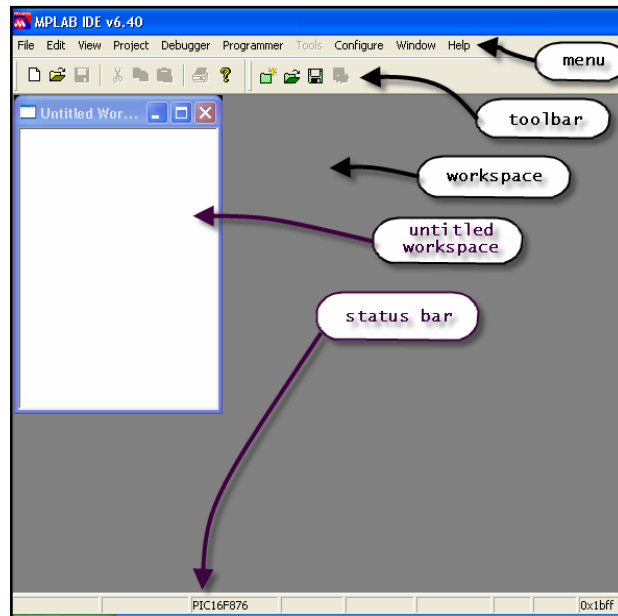 MPLAB IDE v6.40
File Edit View Project Debugger Programmer Tools Configure Window Help
menu
toolbar
Untitled Wor...
workspace
untitled
workspace
status bar
PIC16F876
0x1bff